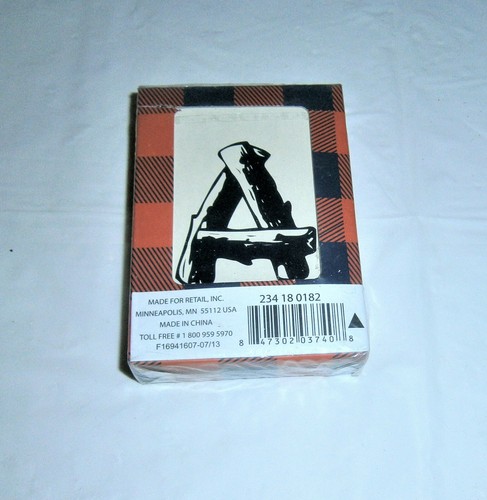 A
MADE FOR RETAIL, INC.
MINNEAPOLIS, MN 55112 USA
MADE IN CHINA
TOLL FREE # 1 800 959 5970
F16941607-07/13
234 18 0182
8 47302 03740 8